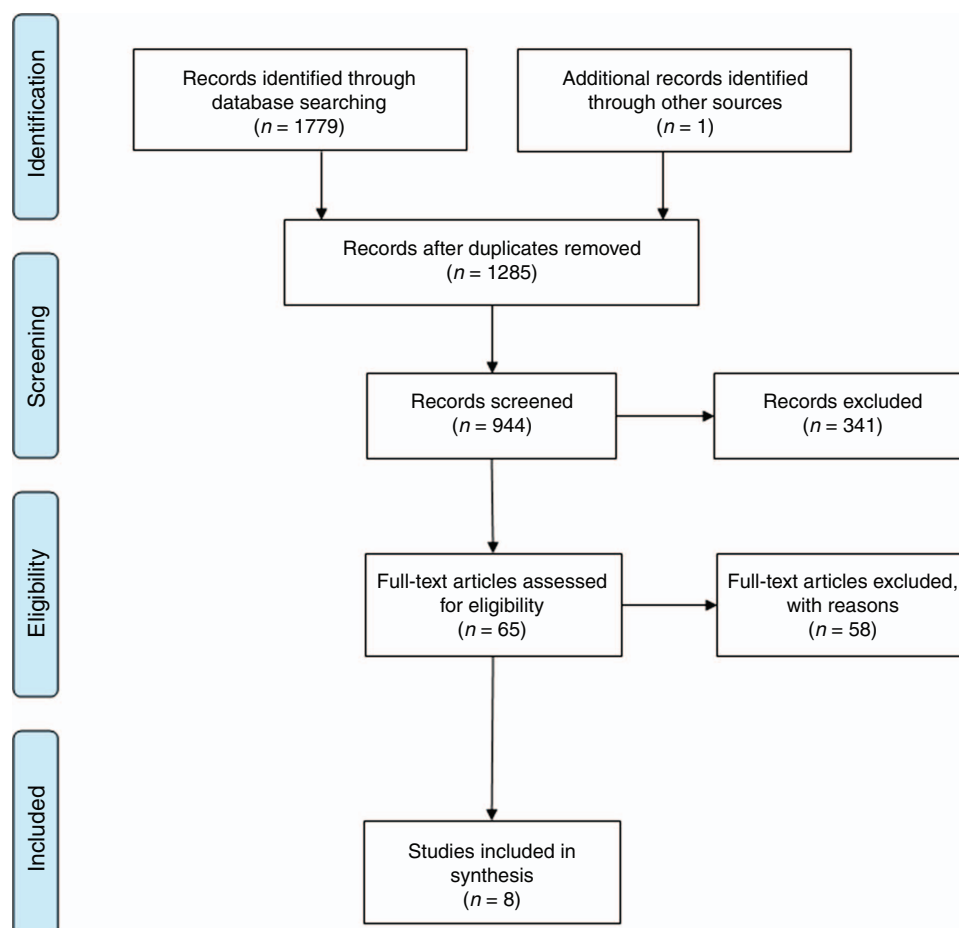 Identification
Records identified through
database searching
(n = 1779)
Additional records identified
through other sources
(n = 1)
Records after duplicates removed
(n = 1285)
Screening
Records screened
(n = 944)
Records excluded
(n = 341)
Eligibility
Full-text articles assessed
for eligibility
(n = 65)
Full-text articles excluded,
with reasons
(n = 58)
Included
Studies included in
synthesis
(n = 8)